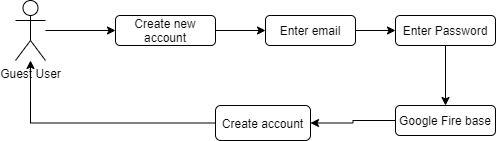 Create new
account
Enter email
Enter Password
Guest User
Create account
Google Fire base